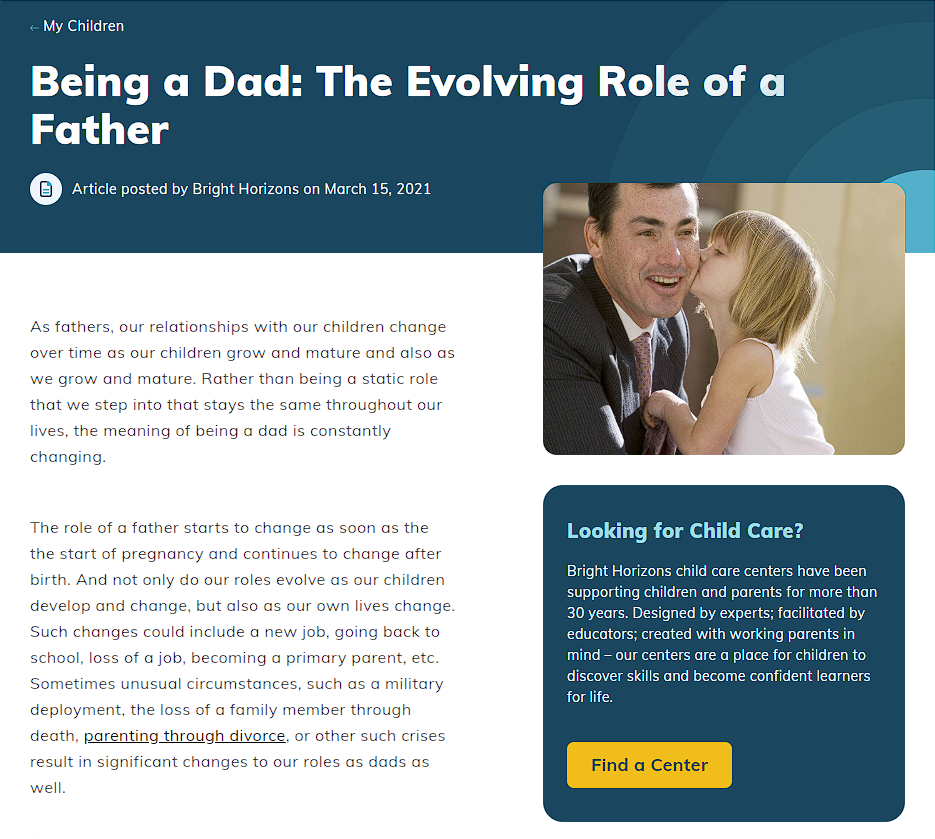 ← My Children
Being a Dad: The Evolving Role of a
Father
Article posted by Bright Horizons on March 15, 2021
As fathers, our relationships with our children change
over time as our children grow and mature and also as
we grow and mature. Rather than being a static role
that we step into that stays the same throughout our
lives, the meaning of being a dad is constantly
changing.
The role of a father starts to change as soon as the
the start of pregnancy and continues to change after
birth. And not only do our roles evolve as our children
develop and change, but also as our own lives change.
Such changes could include a new job, going back to
school, loss of a job, becoming a primary parent, etc.
Sometimes unusual circumstances, such as a military
deployment, the loss of a family member through
death, parenting through divorce, or other such crises
result in significant changes to our roles as dads as
well.
Looking for Child Care?
Bright Horizons child care centers have been
supporting children and parents for more than
30 years. Designed by experts; facilitated by
educators; created with working parents in
mind – our centers are a place for children to
discover skills and become confident learners
for life.
Find a Center